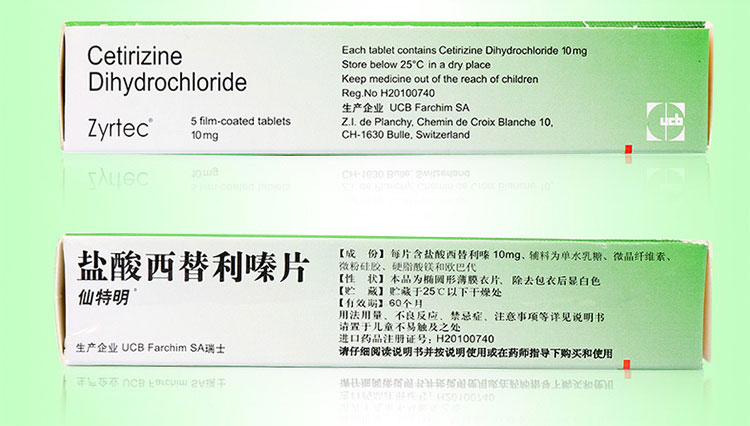 Cetirizine
Dihydrochloride
Zyrtec®
5 film-coated tablets
10 mg
Each tablet contains Cetirizine Dihydrochloride 10 mg
Store below 25°C in a dry place
Keep medicine out of the reach of children
Reg.No H20100740
生产企业 UCB Farchim SA
Z.I. de Planchy, Chemin de Croix Blanche 10,
CH-1630 Bulle, Switzerland
ucb
盐酸西替利嗪片
仙特明®
生产企业 UCB Farchim SA瑞士
【成 份】每片含盐酸西替利嗪 10mg、辅料为单水乳糖、微晶纤维素、
微粉硅胶、硬脂酸镁和欧巴代
【性 状】本品为椭圆形薄膜衣片，除去包衣后显白色
【贮 藏】贮藏于25℃以下干燥处
【有效期】60个月
用法用量、不良反应、禁忌症、注意事项等详见说明书
请置于儿童不易触及之处
进口药品注册证号：H20100740
请仔细阅读说明书并按说明使用或在药师指导下购买和使用